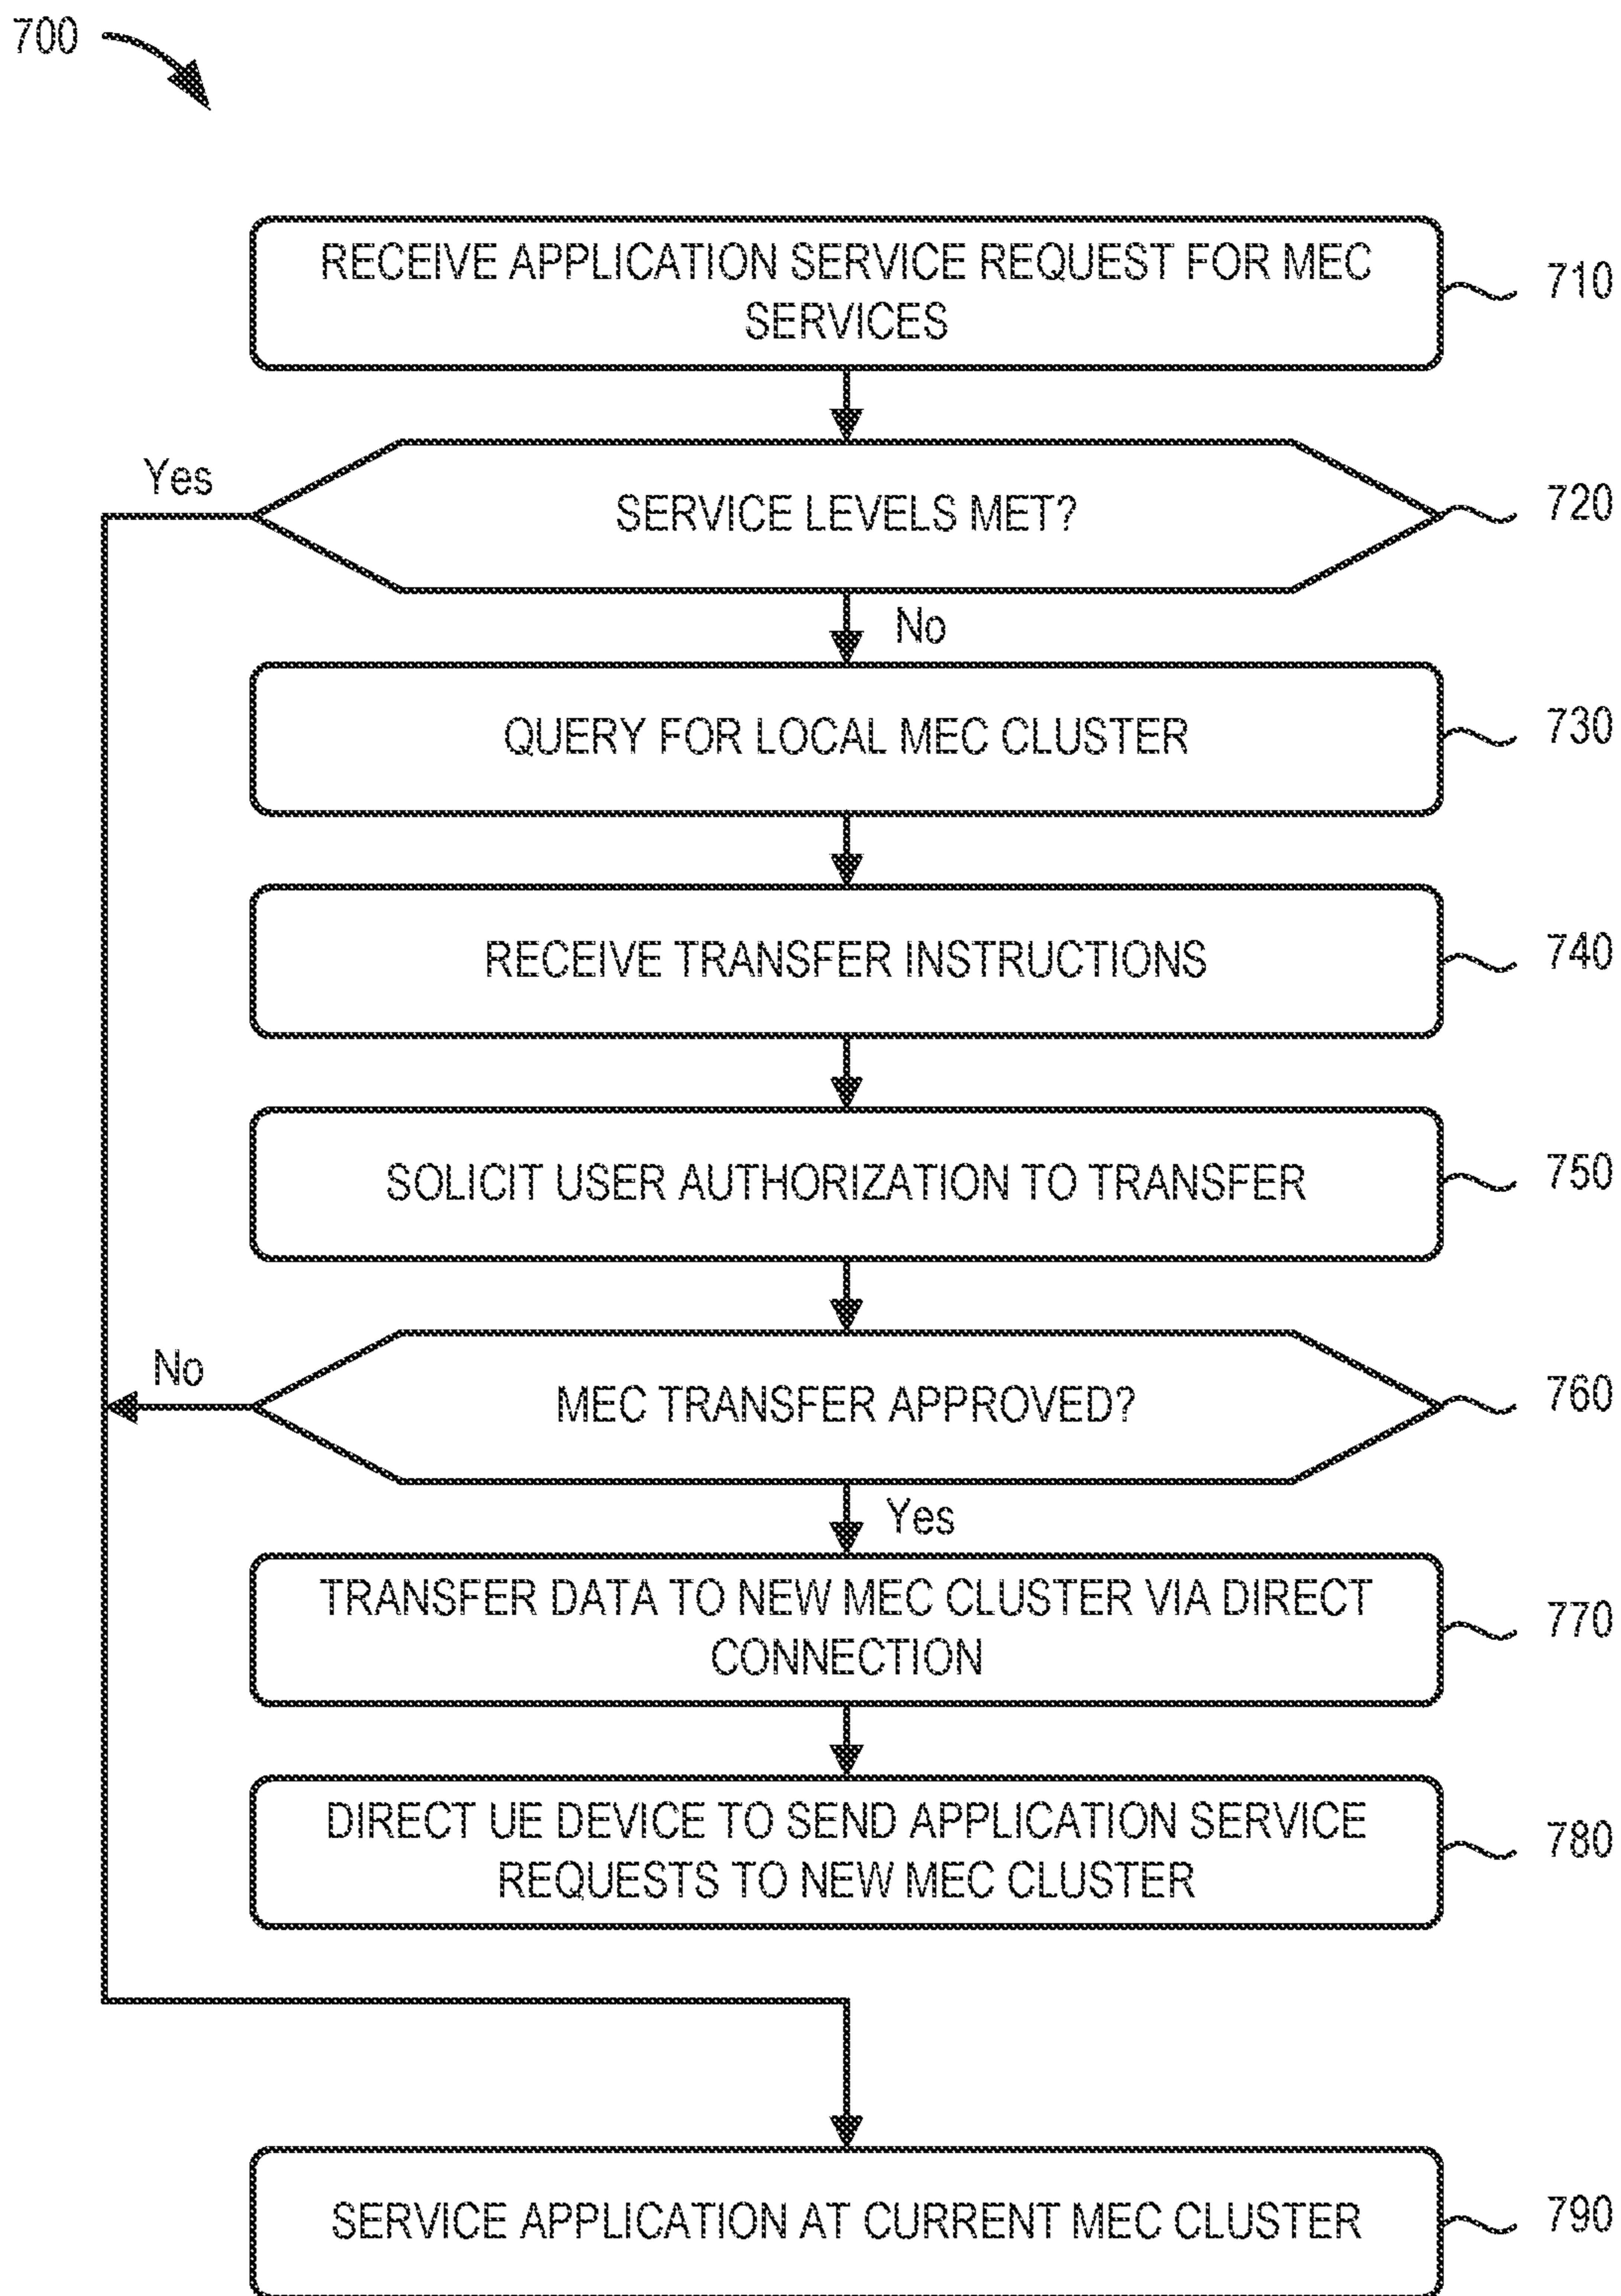 700
RECEIVE APPLICATION SERVICE REQUEST FOR MEC
SERVICES
710
Yes
SERVICE LEVELS MET?
720
No
QUERY FOR LOCAL MEC CLUSTER
730
RECEIVE TRANSFER INSTRUCTIONS
740
SOLICIT USER AUTHORIZATION TO TRANSFER
750
No
MEC TRANSFER APPROVED?
760
Yes
TRANSFER DATA TO NEW MEC CLUSTER VIA DIRECT
CONNECTION
770
DIRECT UE DEVICE TO SEND APPLICATION SERVICE
REQUESTS TO NEW MEC CLUSTER
780
SERVICE APPLICATION AT CURRENT MEC CLUSTER
790